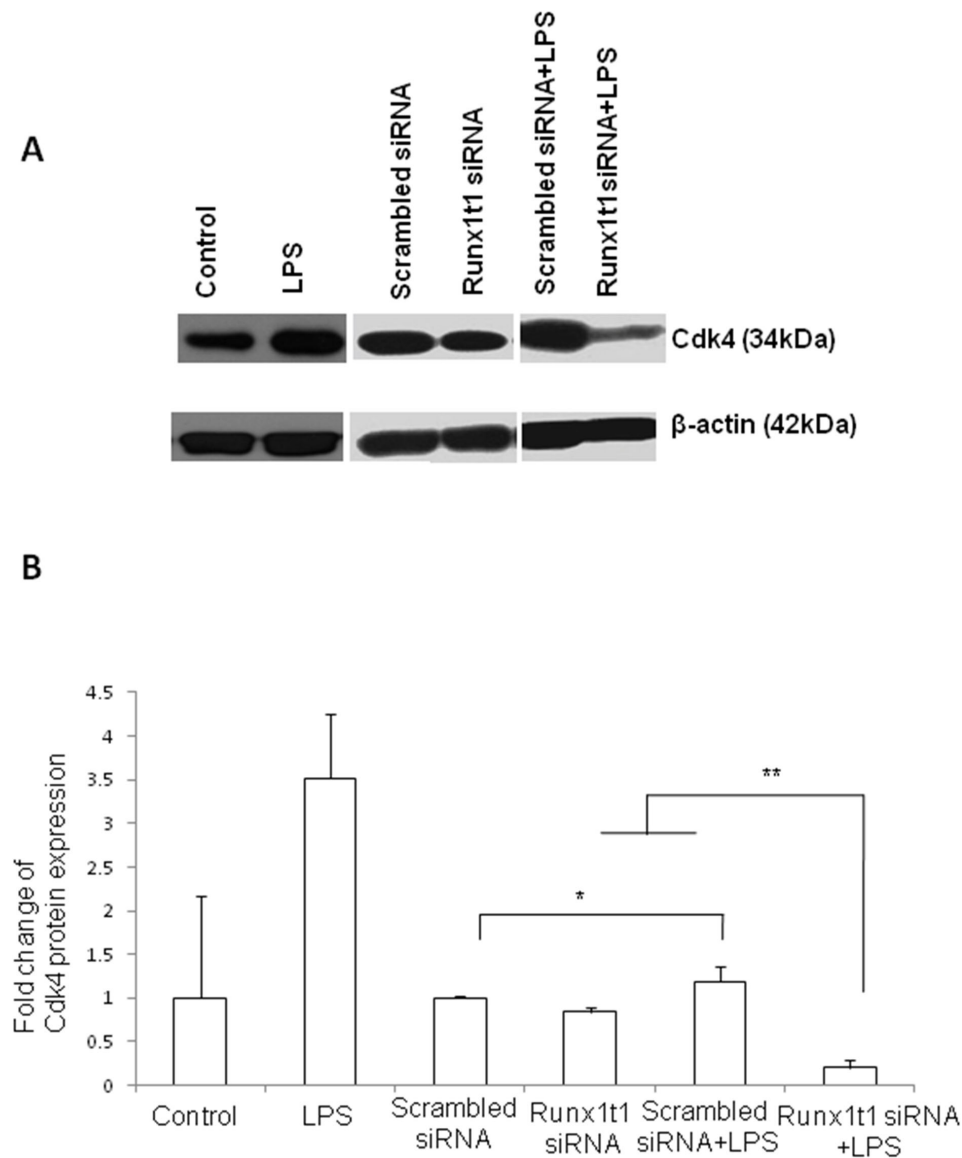 A
Control
LPS
Scrambled siRNA
Runx1t1 siRNA
Scrambled siRNA+LPS
Runx1t1siRNA+LPS
Cdk4 (34kDa)
β-actin (42kDa)
B
Fold change of
Cdk4 protein expression
4.5
4
3.5
3
2.5
2
1.5
1
0.5
0
**
*
Control
LPS
Scrambled
siRNA
Runx1t1
siRNA
Scrambled
siRNA+LPS
Runx1t1 siRNA
+LPS